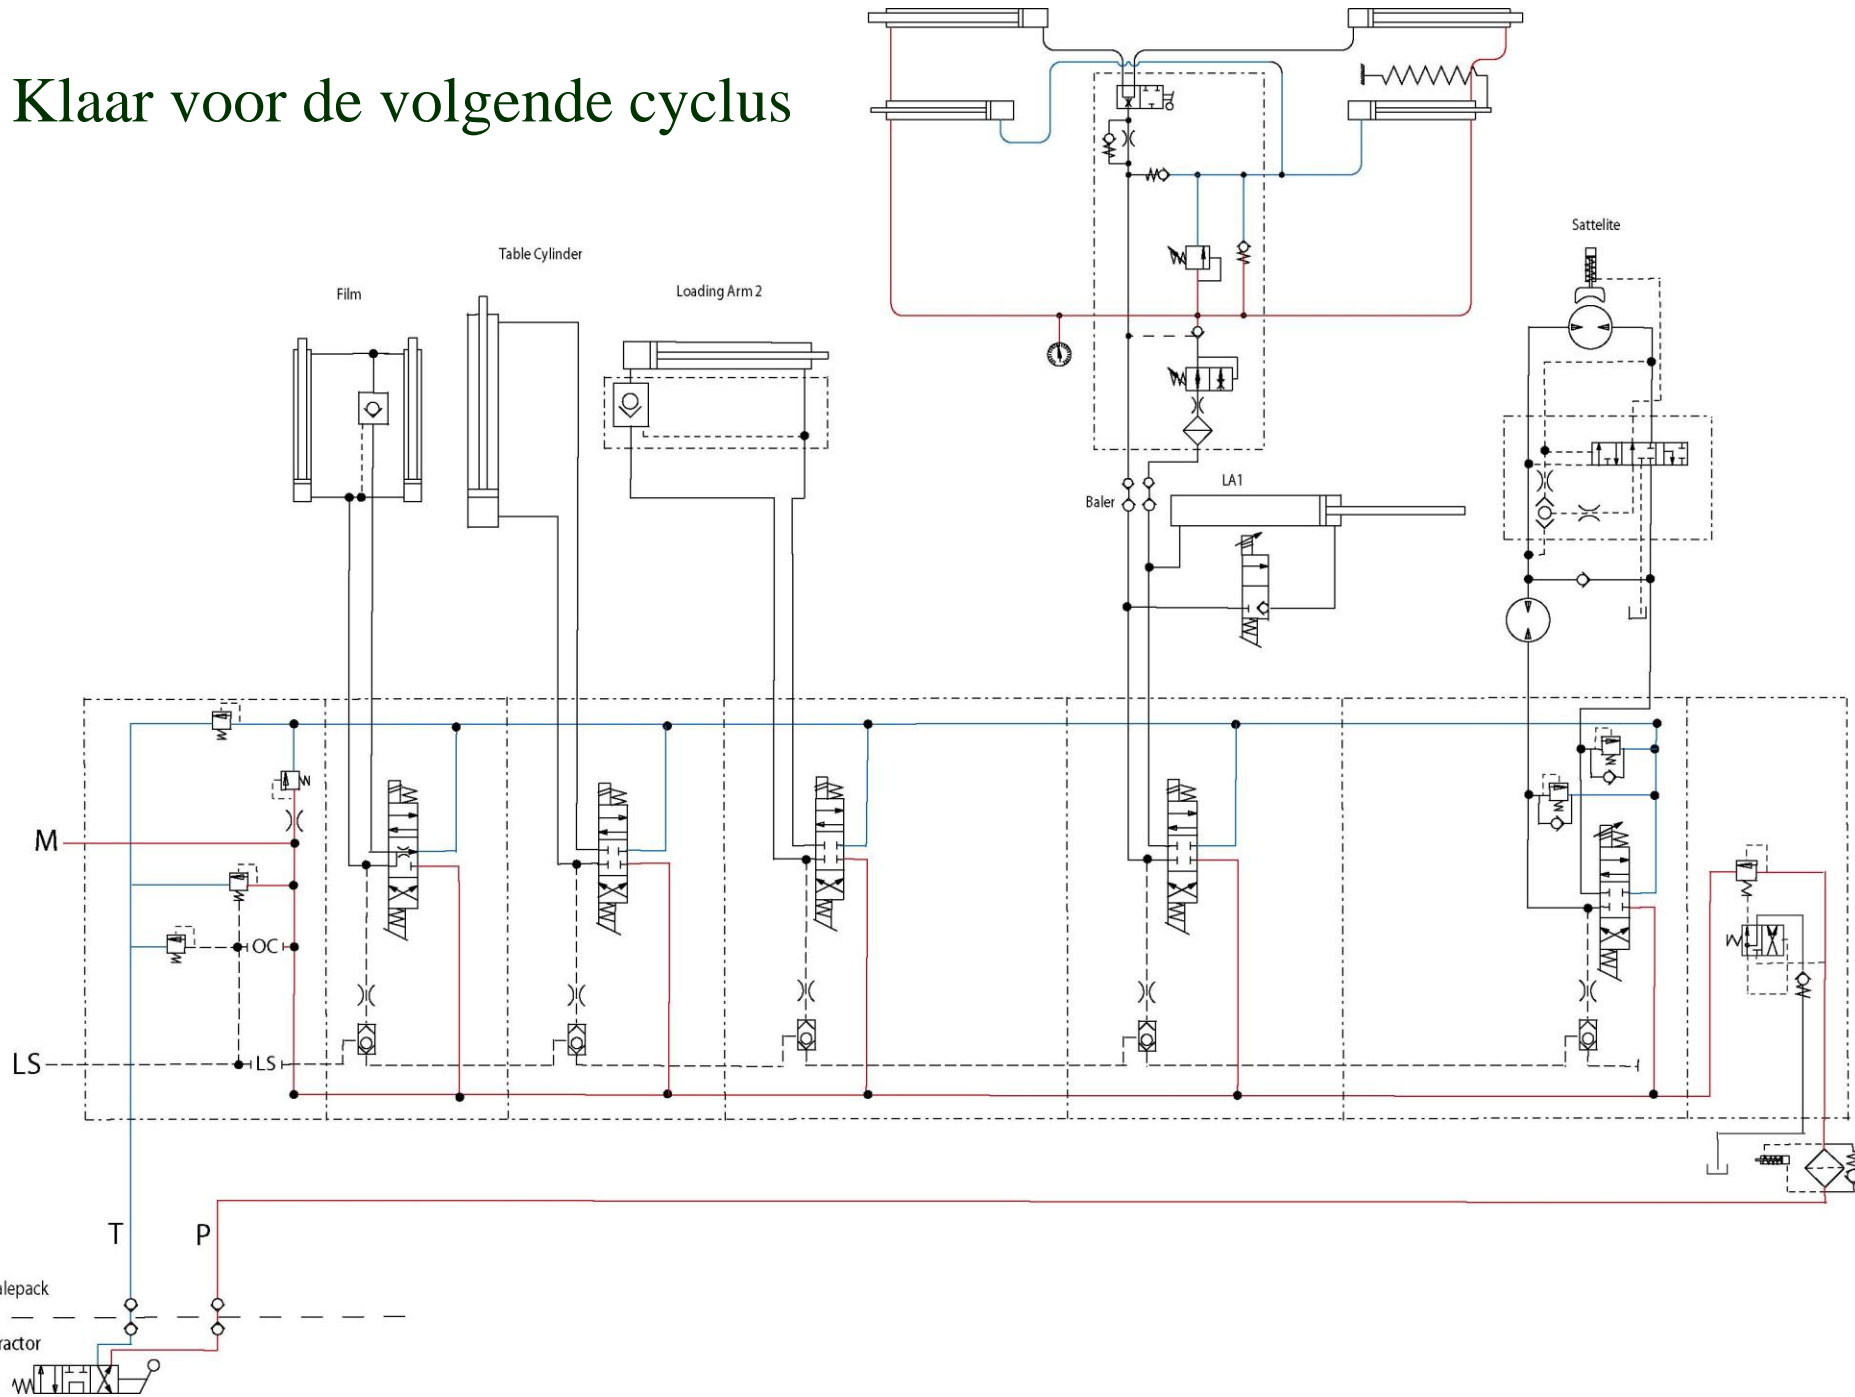 Klaar voor de volgende cyclus
Sattelite
Table Cylinder
Film
Loading Arm 2
LA1
Baler
M
OC
LS
LS
T
P
alepack
ractor